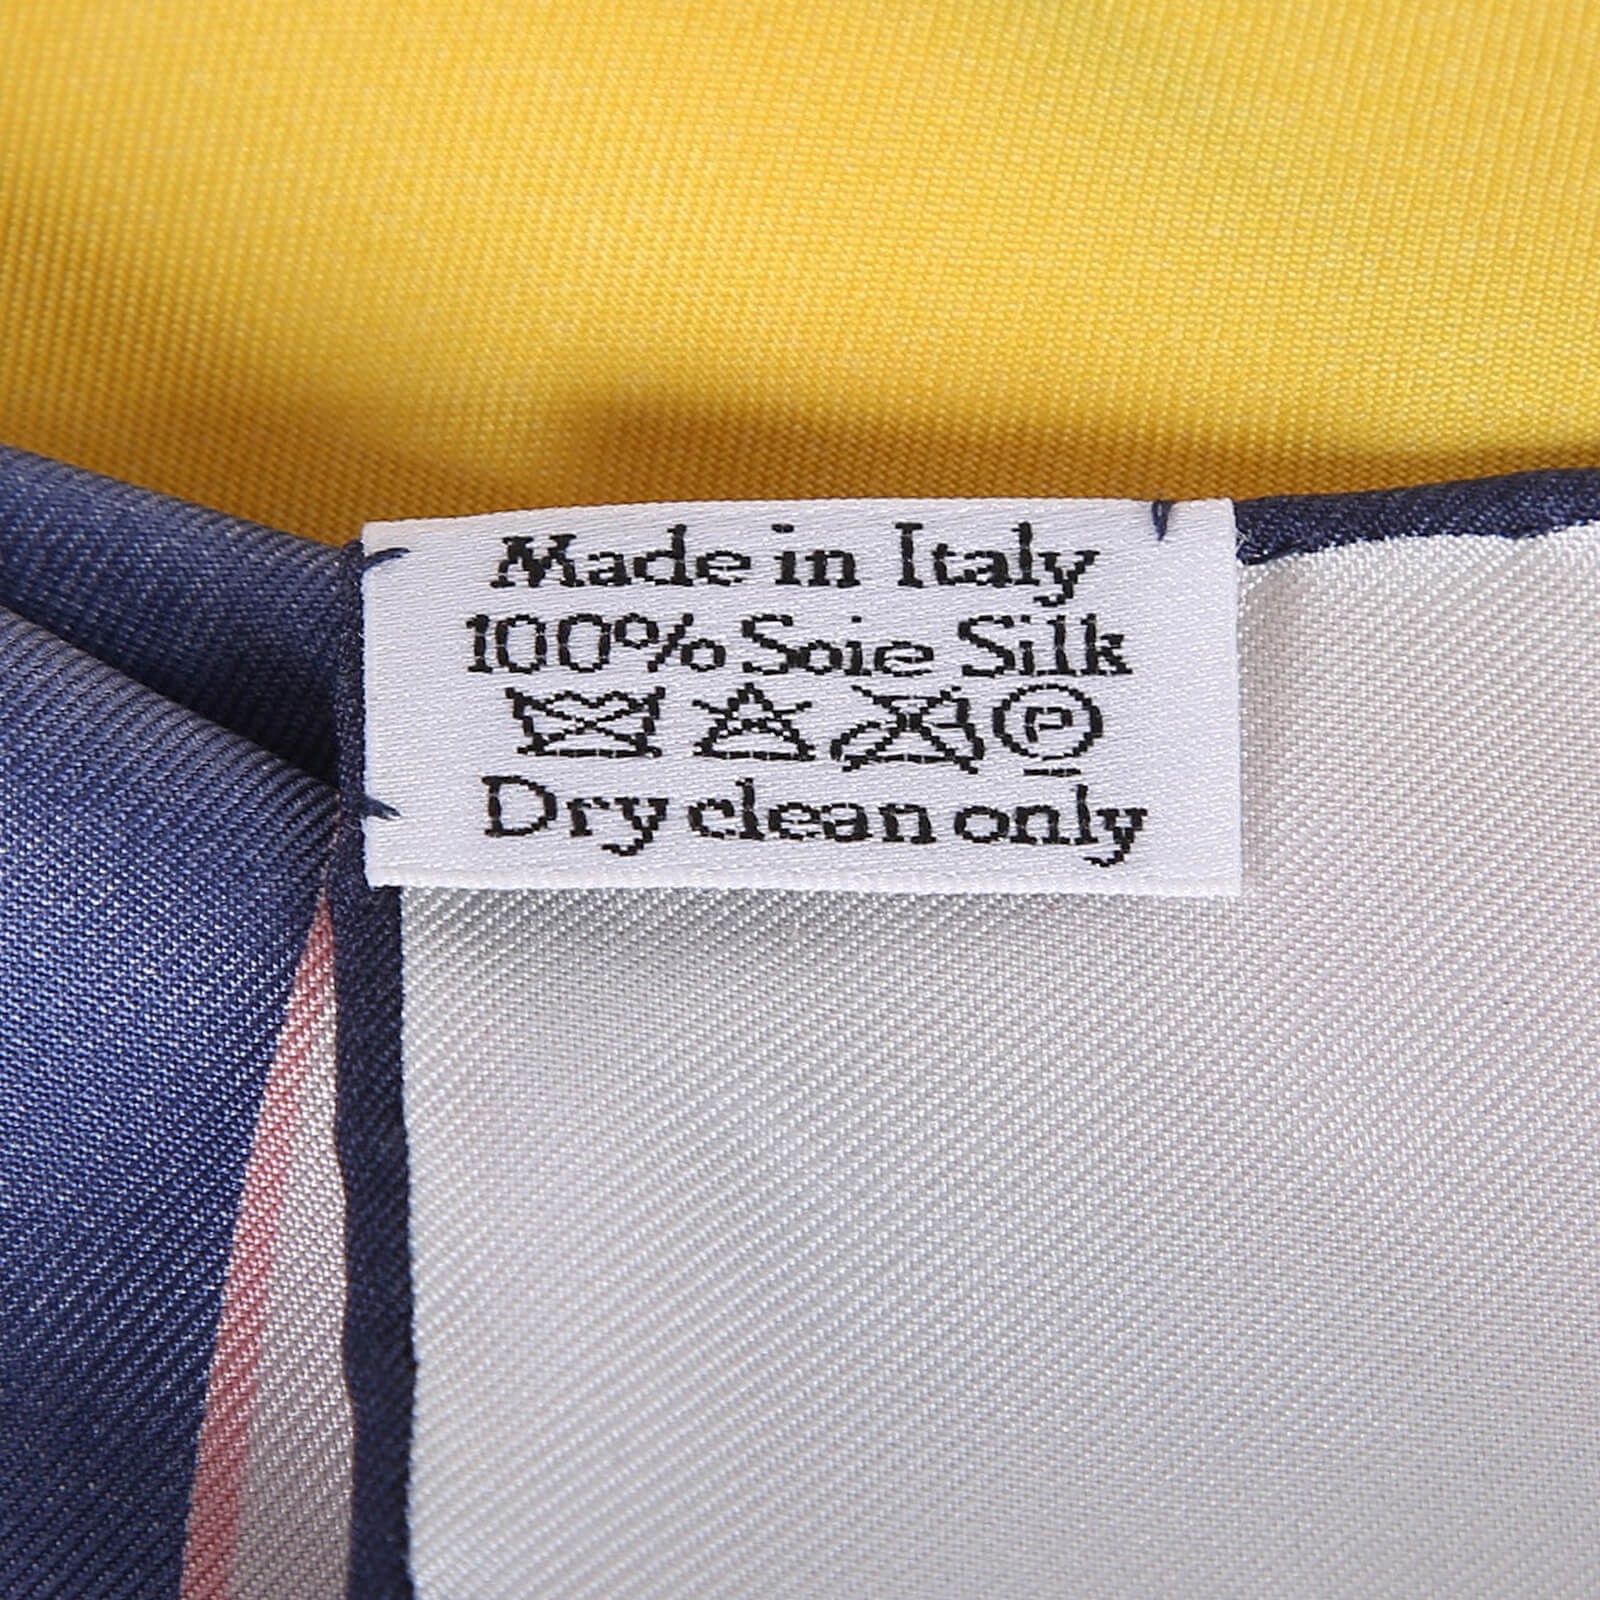 Made in Italy
100% Soie Silk
P
Dry clean only